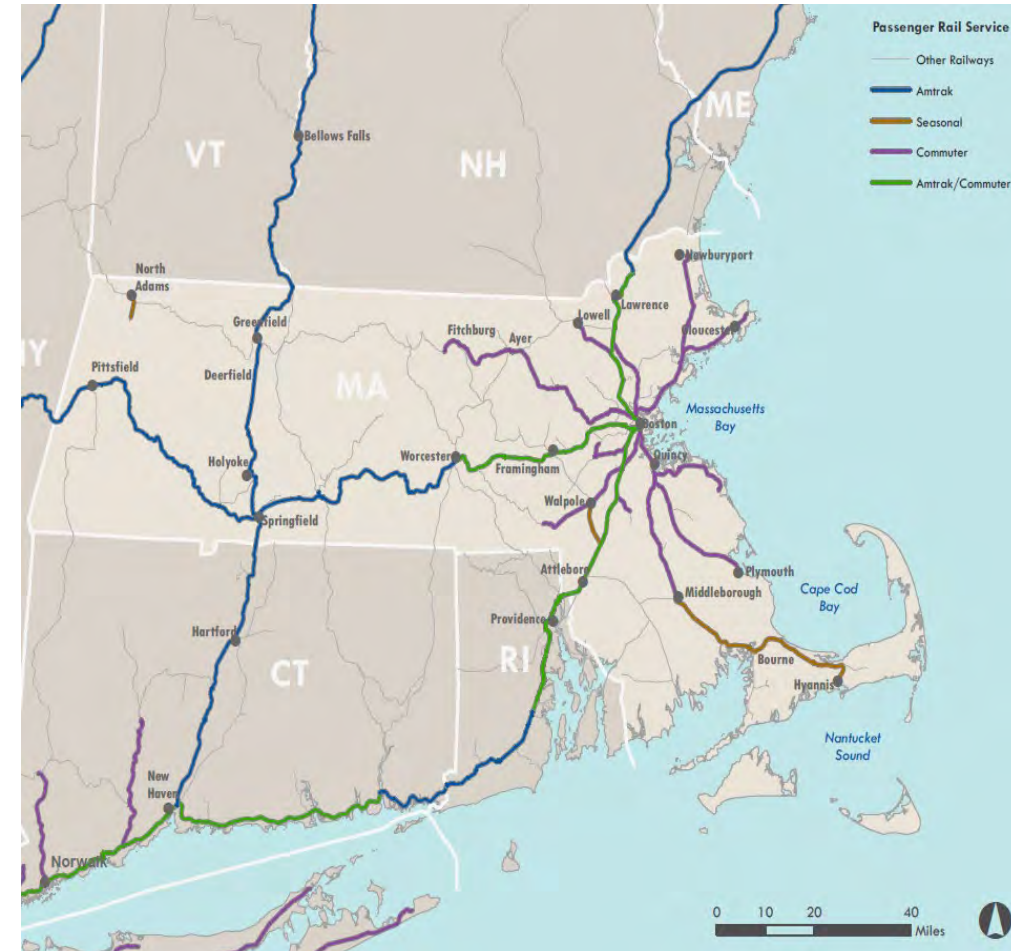 Passenger Rail Service
Other Railways
Amtrak
Seasonal
Commuter
Amtrak/Commuter
ME
VT
NH
Bellows Falls
Newburyport
North
Adams
Lawrence
Lowell
Gloucester
Greenfield
Fitchburg
Ayer
Pittsfield
Deerfield
MA
Massachusetts
Bay
Boston
Holyoke
Worcester
Framingham
Quincy
Walpole
Springfield
Attleboro
Plymouth
Middleborough
Cape Cod
Bay
Providence
Hartford
CT
RI
Bourne
Hyannis
Nantucket
Sound
New
Haven
Norwalk
0 10 20 40
Miles